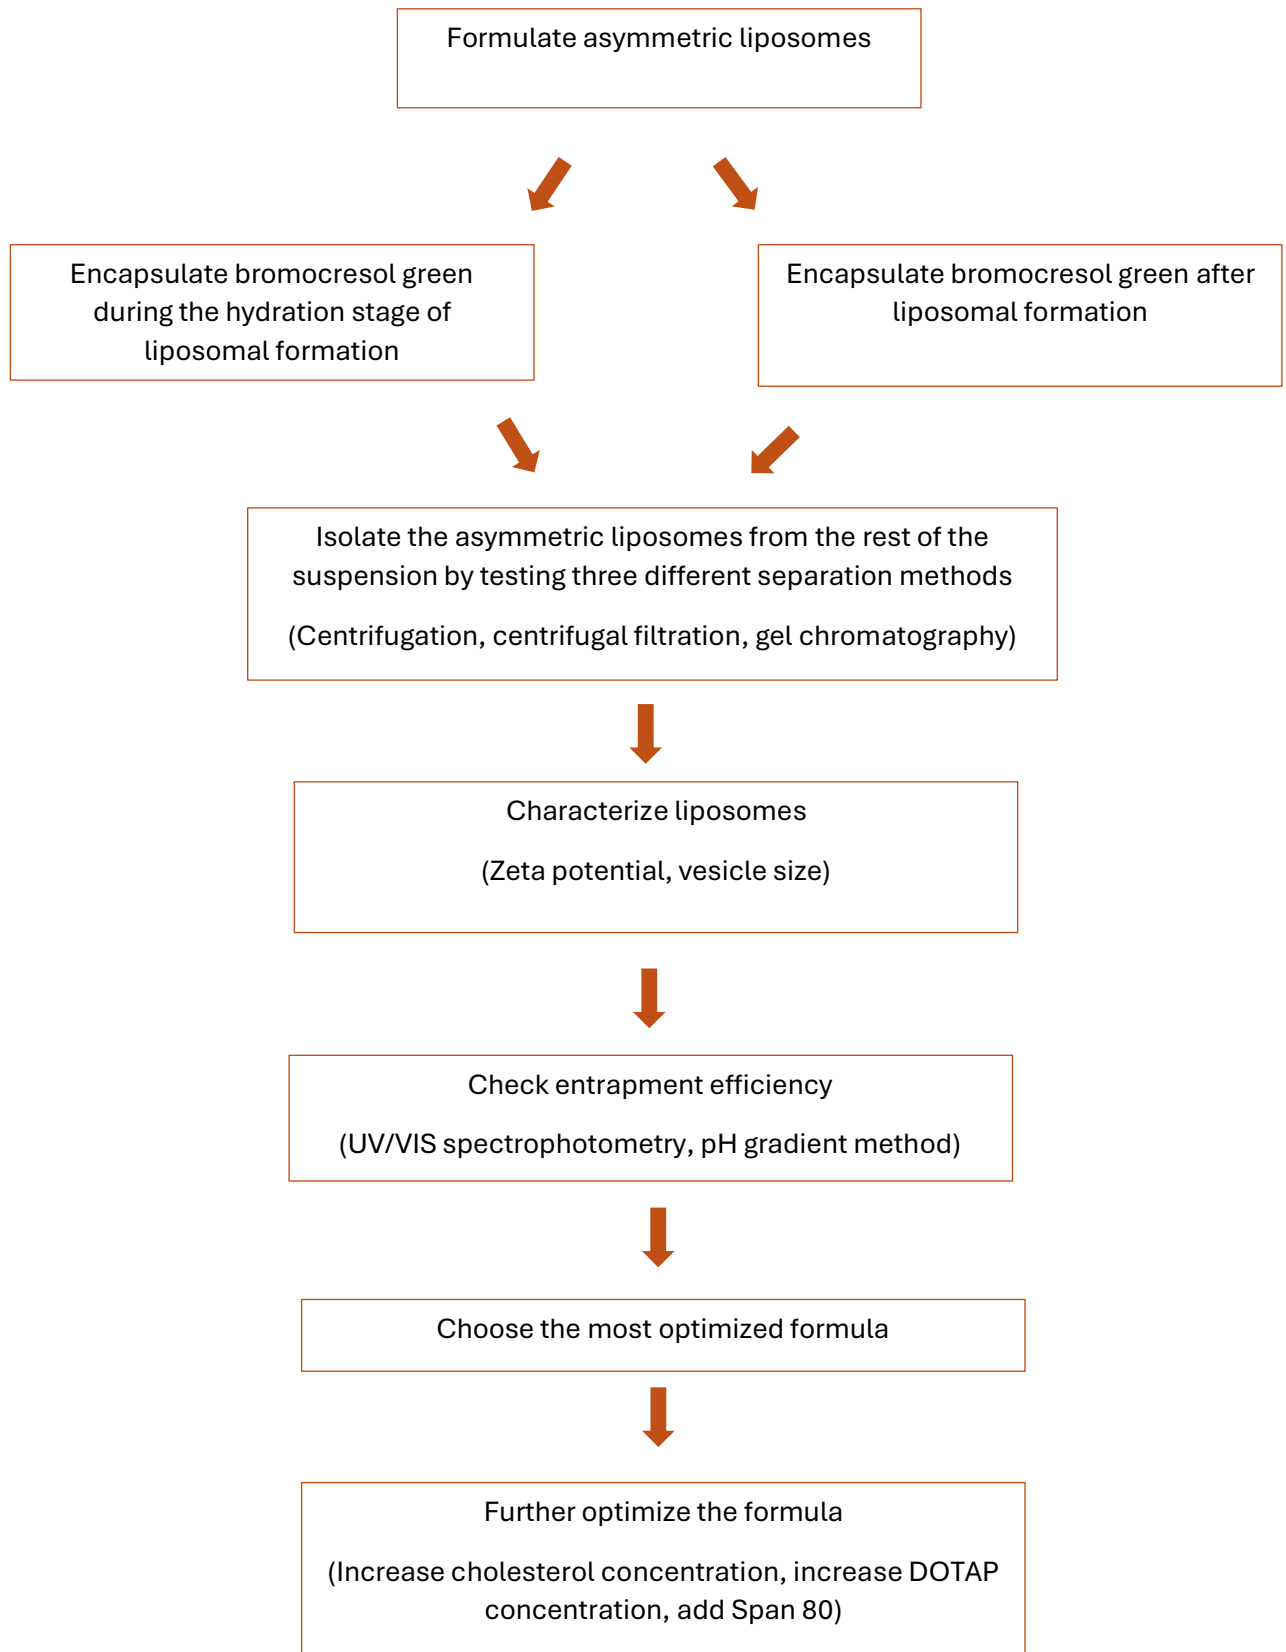 Formulate asymmetric liposomes
Encapsulate bromocresol green
during the hydration stage of
liposomal formation
Encapsulate bromocresol green after
liposomal formation
Isolate the asymmetric liposomes from the rest of the
suspension by testing three different separation methods
(Centrifugation, centrifugal filtration, gel chromatography)
Characterize liposomes
(Zeta potential, vesicle size)
Check entrapment efficiency
(UV/VIS spectrophotometry, pH gradient method)
Choose the most optimized formula
Further optimize the formula
(Increase cholesterol concentration, increase DOTAP
concentration, add Span 80)